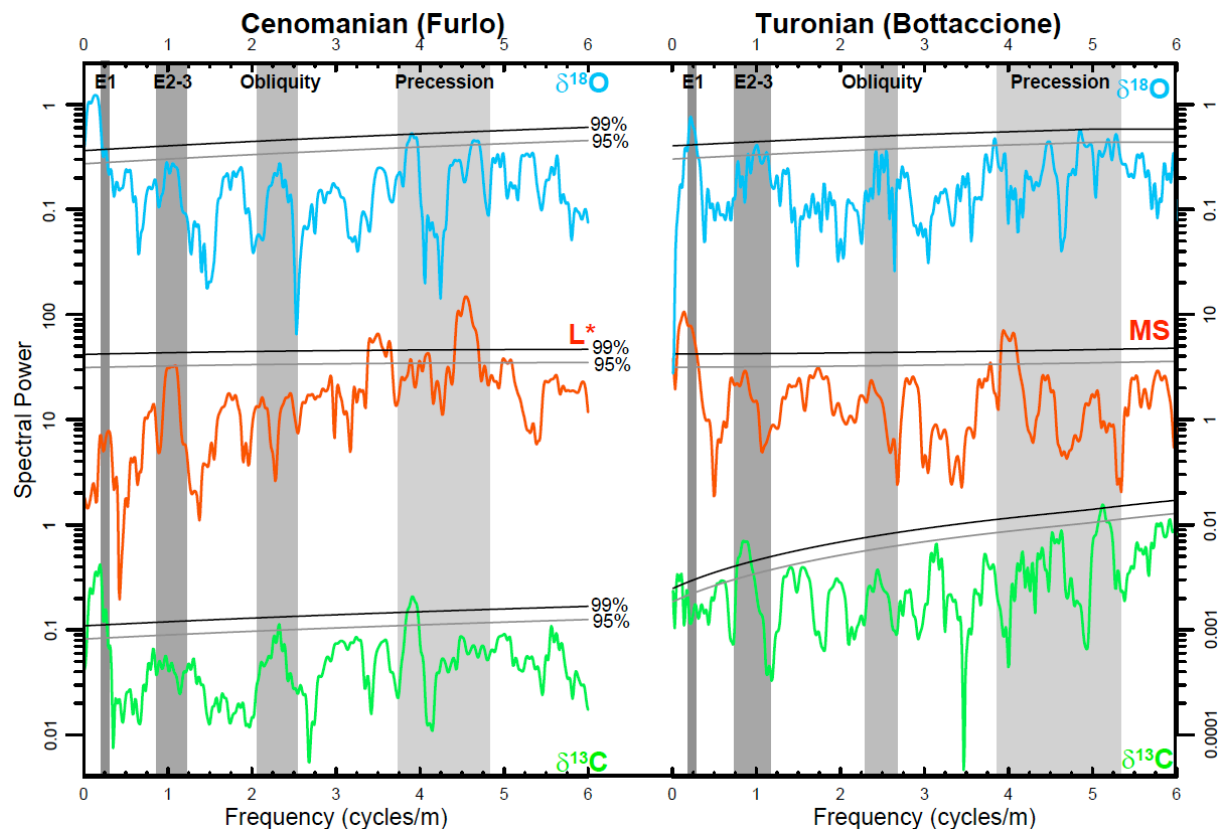 Cenomanian (Furlo)
Turonian (Bottaccione)
Frequency (cycles/m)
Frequency (cycles/m)
0 1 2 3 4 5 6
0 1 2 3 4 5 6
E1 E2-3 Obliquity Precession
E1 E2-3 Obliquity Precession
δ18O
δ18O
1
1
99%
95%
0.1
0.1
100
10
L*
MS
99%
95%
10
1
Spectral Power
1
0.01
99%
95%
0.1
0.001
0.01
0.0001
δ13C
δ13C
0 1 2 3 4 5 6
0 1 2 3 4 5 6
Frequency (cycles/m)
Frequency (cycles/m)